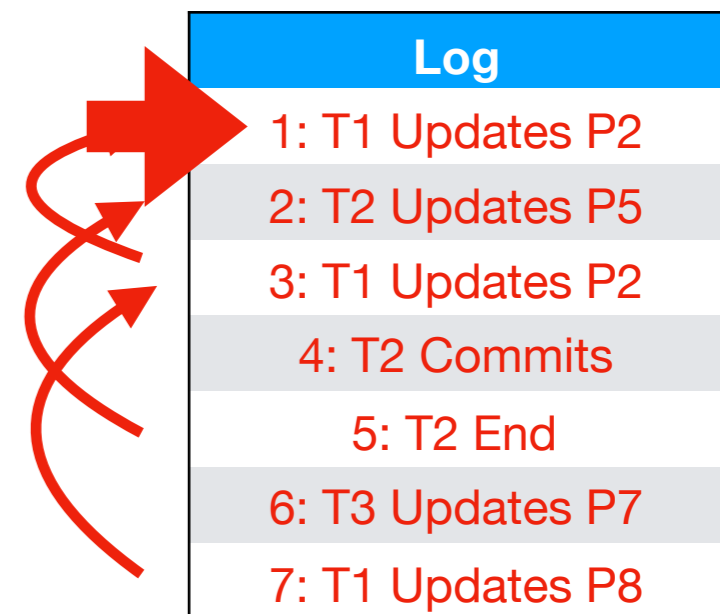 Log
1: T1 Updates P2
2: T2 Updates P5
3: T1 Updates P2
4: T2 Commits
5: T2 End
6: T3 Updates P7
7: T1 Updates P8